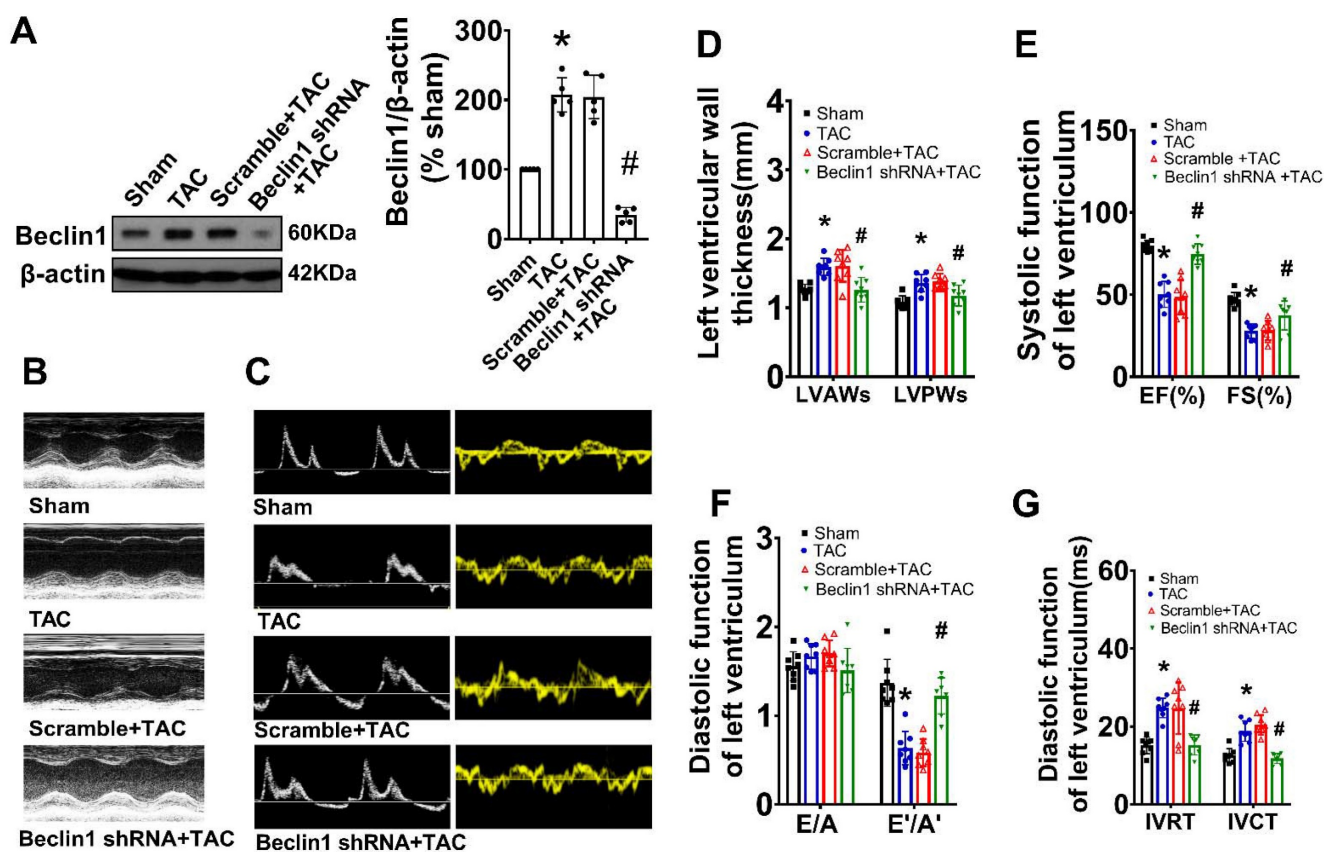 A
Sham
TAC
Scramble+TAC
Beclin1 shRNA
+TAC
Beclin1
60KDa
β-actin
42KDa
Beclin1/β-actin
(% sham)
300
200
100
0
*
#
Sham
TAC
Scramble+TAC
Beclin1 shRNA
+TAC
B
Sham
TAC
Scramble+TAC
Beclin1 shRNA+TAC
C
Sham
TAC
Scramble+TAC
Beclin1 shRNA+TAC
D
Left ventricular wall
thickness(mm)
4
3
2
1
0
Sham
TAC
Scramble+TAC
Beclin1 shRNA+TAC
*
#
*
#
LVAWs
LVPWs
E
Systolic function
of left ventriculum
150
100
50
0
Sham
TAC
Scramble +TAC
Beclin1 shRNA +TAC
*
#
*
#
EF(%)
FS(%)
F
Diastolic function
of left ventriculum
3
2
1
0
Sham
TAC
Scramble+TAC
Beclin1 shRNA+TAC
*
#
E/A
E'/A'
G
Diastolic function
of left ventriculum(ms)
60
40
20
0
Sham
TAC
Scramble+TAC
Beclin1 shRNA+TAC
*
#
*
#
IVRT
IVCT